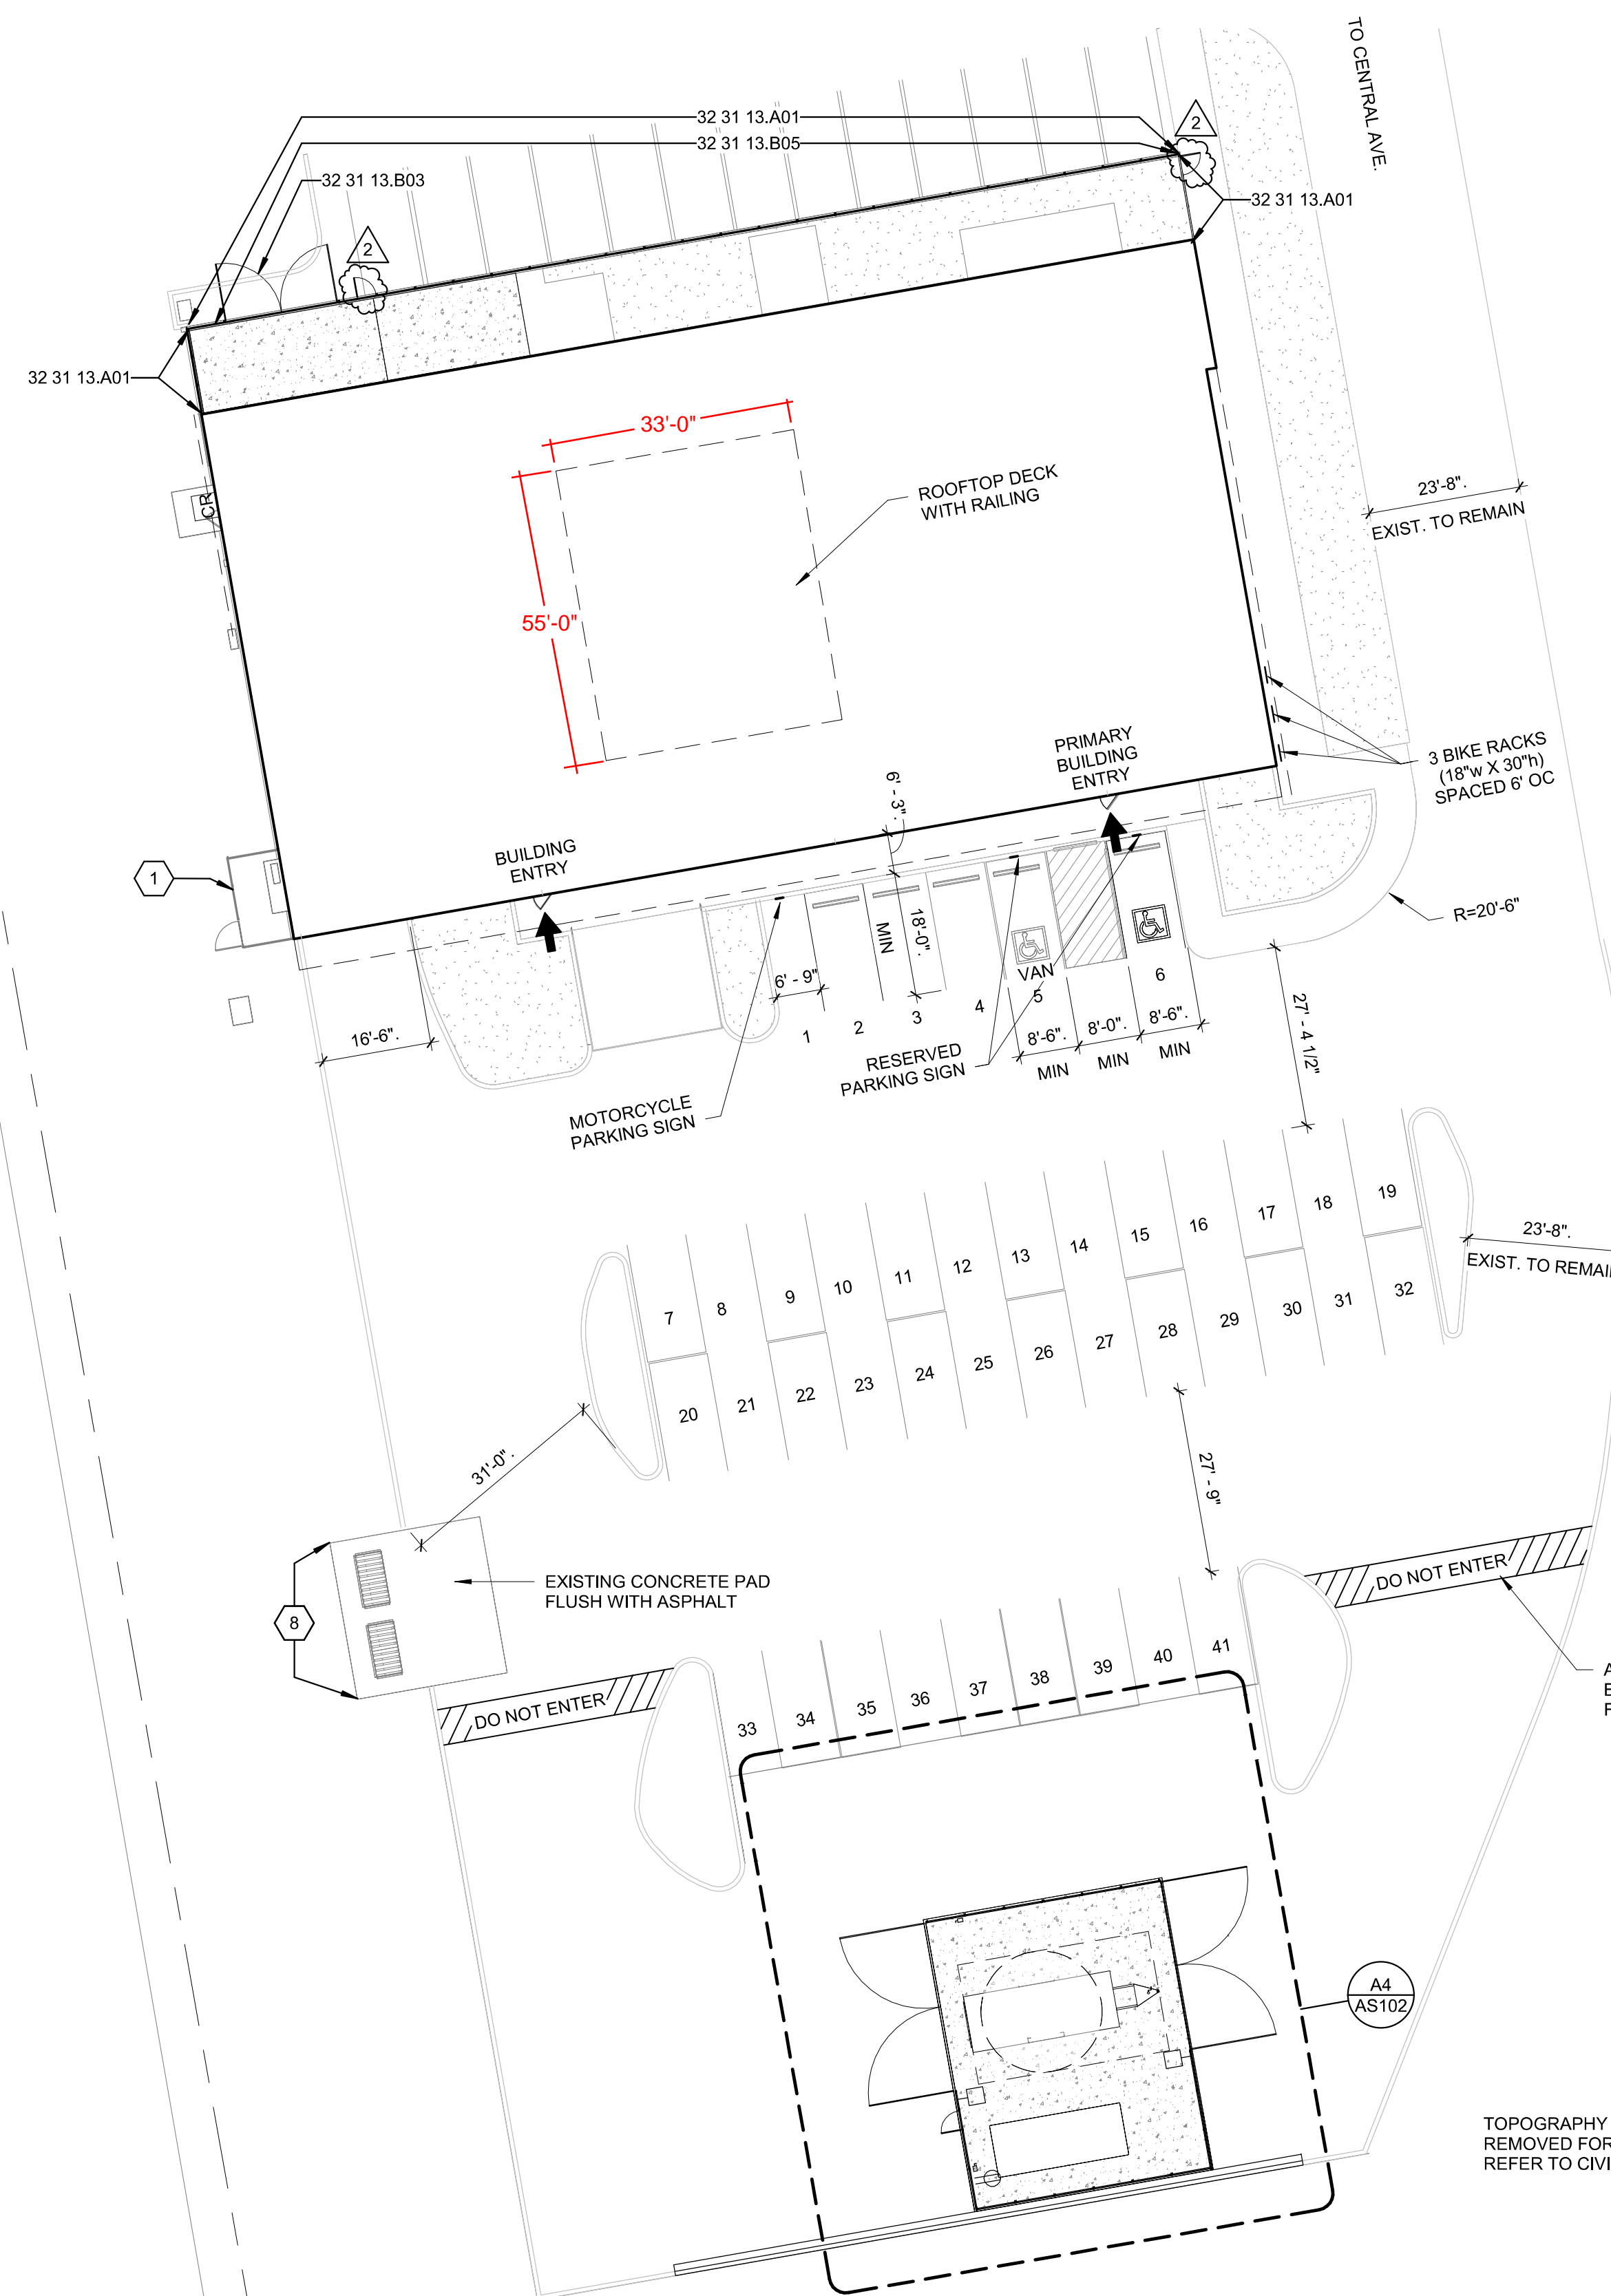 TO CENTRAL AVE.
32 31 13.A01
2
32 31 13.B05
32 31 13.B03
32 31 13.A01
2
32 31 13.A01
33'-0"
ROOFTOP DECK
WITH RAILING
23'-8".
EXIST. TO REMAIN
CR
55'-0"
PRIMARY
BUILDING
ENTRY
3 BIKE RACKS
(18"w X 30"h)
SPACED 6' OC
6' - 3".
BUILDING
ENTRY
1
R=20'-6"
18'-0".
MIN
VAN
6' - 9"
1
2
3
4
5
6
16'-6".
8'-6".
8'-0".
8'-6".
MIN
MIN
MIN
27' - 4 1/2"
RESERVED
PARKING SIGN
MOTORCYCLE
PARKING SIGN
7
8
9
10
11
12
13
14
15
16
17
18
19
23'-8".
EXIST. TO REMAI
20
21
22
23
24
25
26
27
28
29
30
31
32
31'-0".
27' - 9"
EXISTING CONCRETE PAD
FLUSH WITH ASPHALT
8
DO NOT ENTER
DO NOT ENTER
33
34
35
36
37
38
39
40
41
A4
AS102
TOPOGRAPHY
REMOVED FOR
REFER TO CIVI